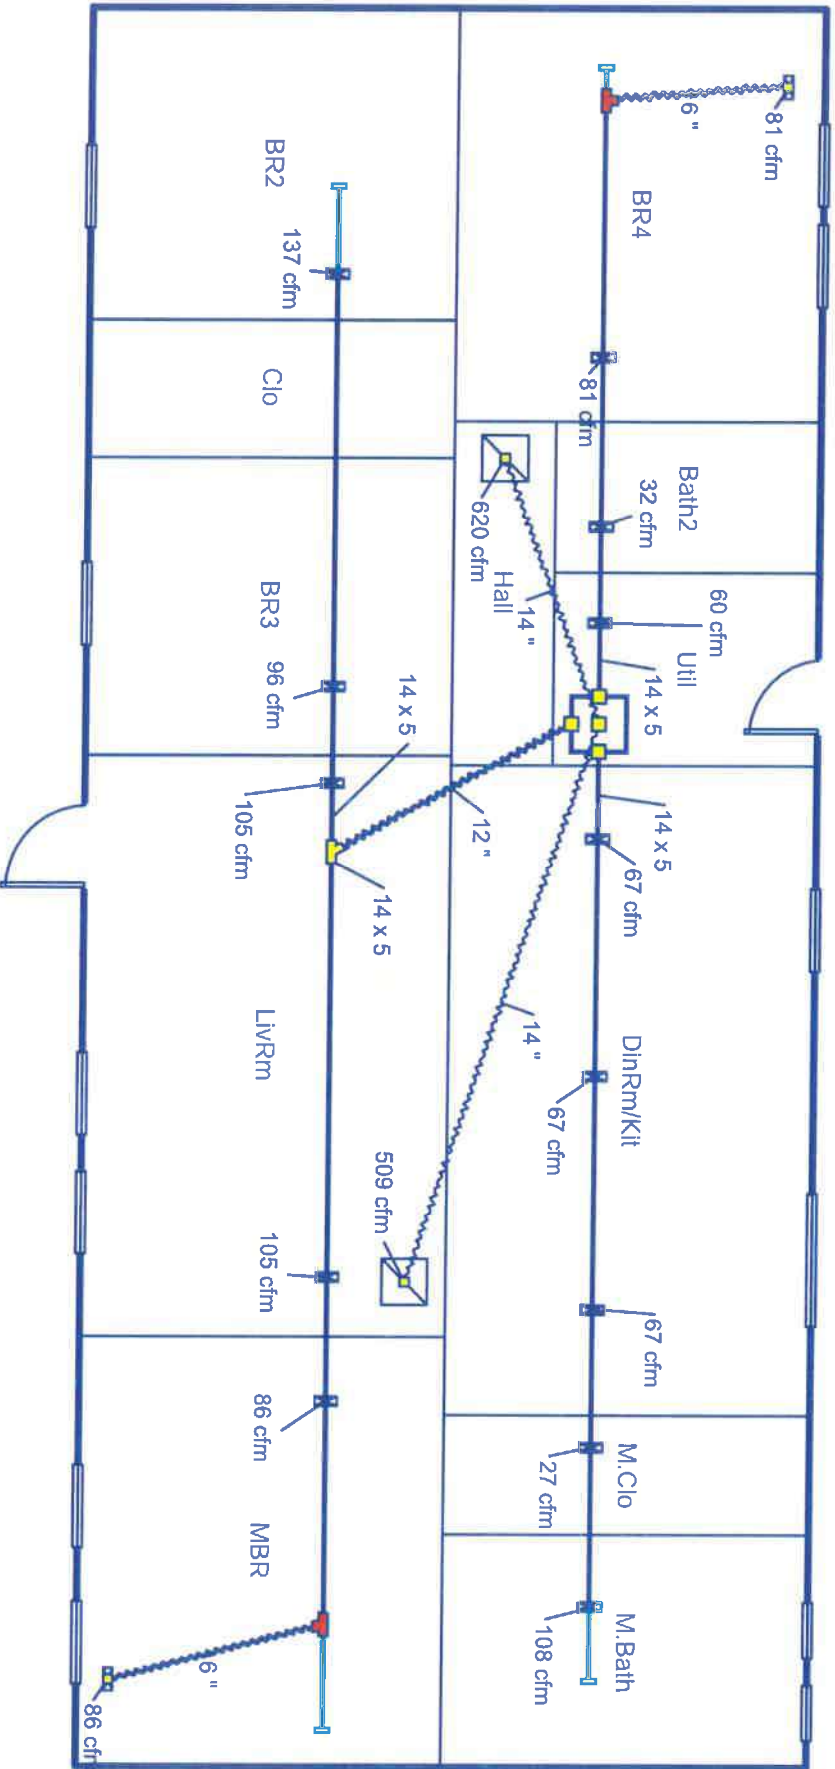 81 cfm
6 "
BR4
81 cfm
Bath2
32 cfm
60 cfm
Util
14 x 5
620 cfm
Hall
14 "
14 x 5
67 cfm
DinRm/Kit
67 cfm
67 cfm
M.Clo
27 cfm
M.Bath
108 cfm
12 "
14 "
509 cfm
BR2
137 cfm
Clo
BR3
96 cfm
14 x 5
105 cfm
14 x 5
LivRm
105 cfm
86 cfm
MBR
6 "
86 cfm